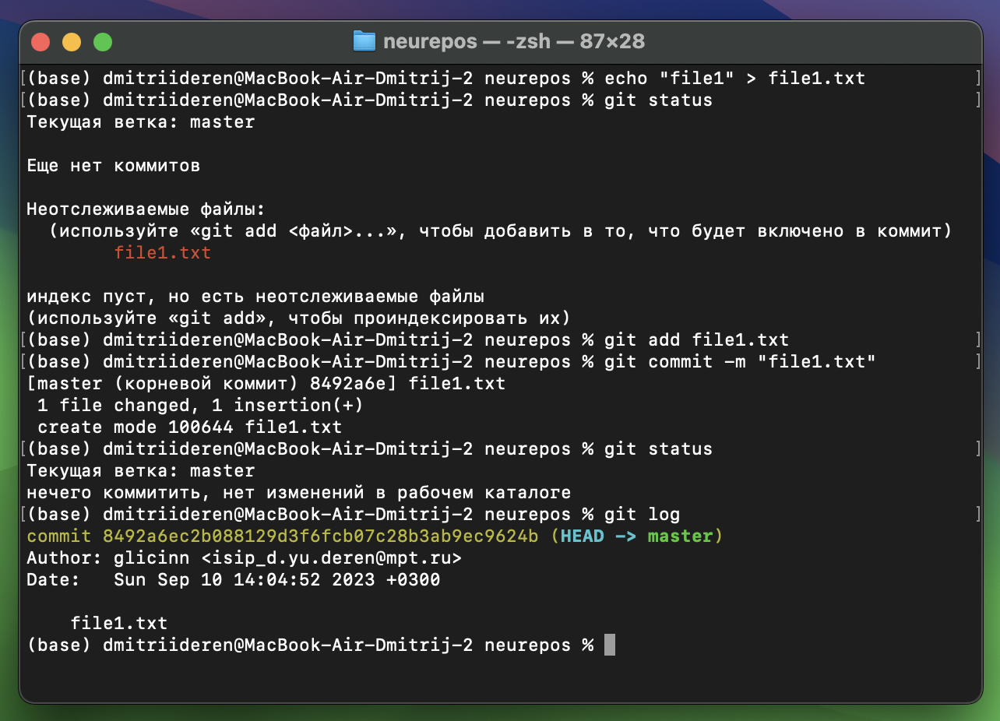 neurepos — -zsh — 87×28
[(base) dmitriideren@MacBook-Air-Dmitrij-2 neurepos % echo "file1" > file1.txt ]
[(base) dmitriideren@MacBook-Air-Dmitrij-2 neurepos % git status ]
Текущая ветка: master
Еще нет коммитов
Неотслеживаемые файлы:
  (используйте «git add <файл>...», чтобы добавить в то, что будет включено в коммит)
        file1.txt
индекс пуст, но есть неотслеживаемые файлы
(используйте «git add», чтобы проиндексировать их)
[(base) dmitriideren@MacBook-Air-Dmitrij-2 neurepos % git add file1.txt ]
[(base) dmitriideren@MacBook-Air-Dmitrij-2 neurepos % git commit -m "file1.txt" ]
[master (корневой коммит) 8492a6e] file1.txt
 1 file changed, 1 insertion(+)
 create mode 100644 file1.txt
[(base) dmitriideren@MacBook-Air-Dmitrij-2 neurepos % git status ]
Текущая ветка: master
нечего коммитить, нет изменений в рабочем каталоге
[(base) dmitriideren@MacBook-Air-Dmitrij-2 neurepos % git log ]
commit 8492a6ec2b088129d3f6fcb07c28b3ab9ec9624b (HEAD -> master)
Author: glicinn <isip_d.yu.deren@mpt.ru>
Date:   Sun Sep 10 14:04:52 2023 +0300
    file1.txt
(base) dmitriideren@MacBook-Air-Dmitrij-2 neurepos %